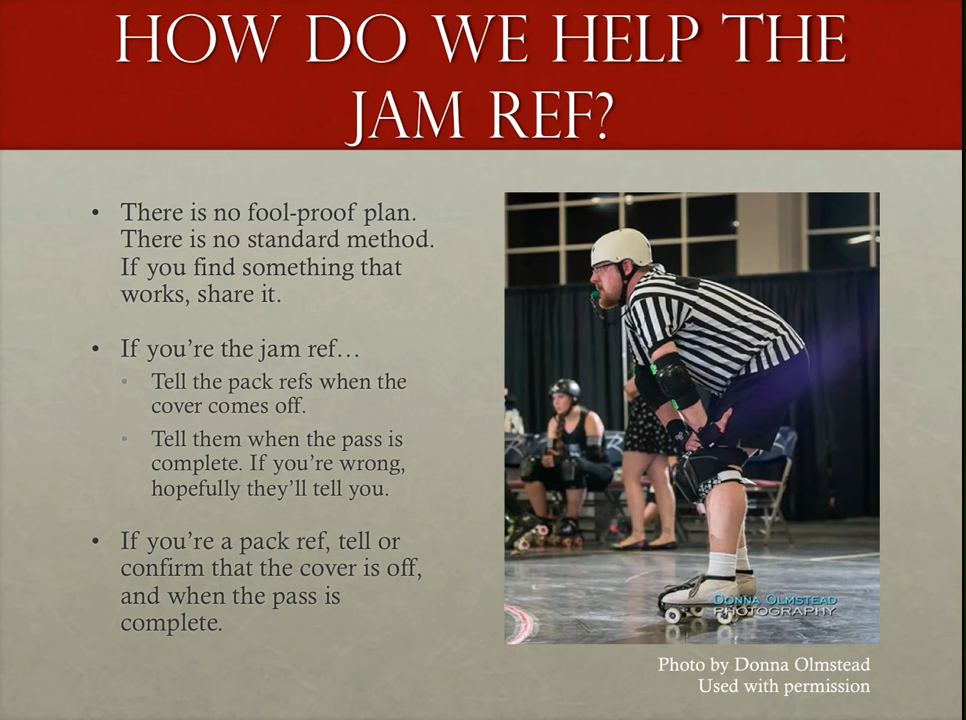 HOW DO WE HELP THE
JAM REF?
• There is no fool-proof plan.
There is no standard method.
If you find something that
works, share it.
• If you’re the jam ref…
• Tell the pack refs when the
cover comes off.
• Tell them when the pass is
complete. If you’re wrong,
hopefully they’ll tell you.
• If you’re a pack ref, tell or
confirm that the cover is off,
and when the pass is
complete.
DONNA OLMSTEAD
PHOTOGRAPHY
Photo by Donna Olmstead
Used with permission